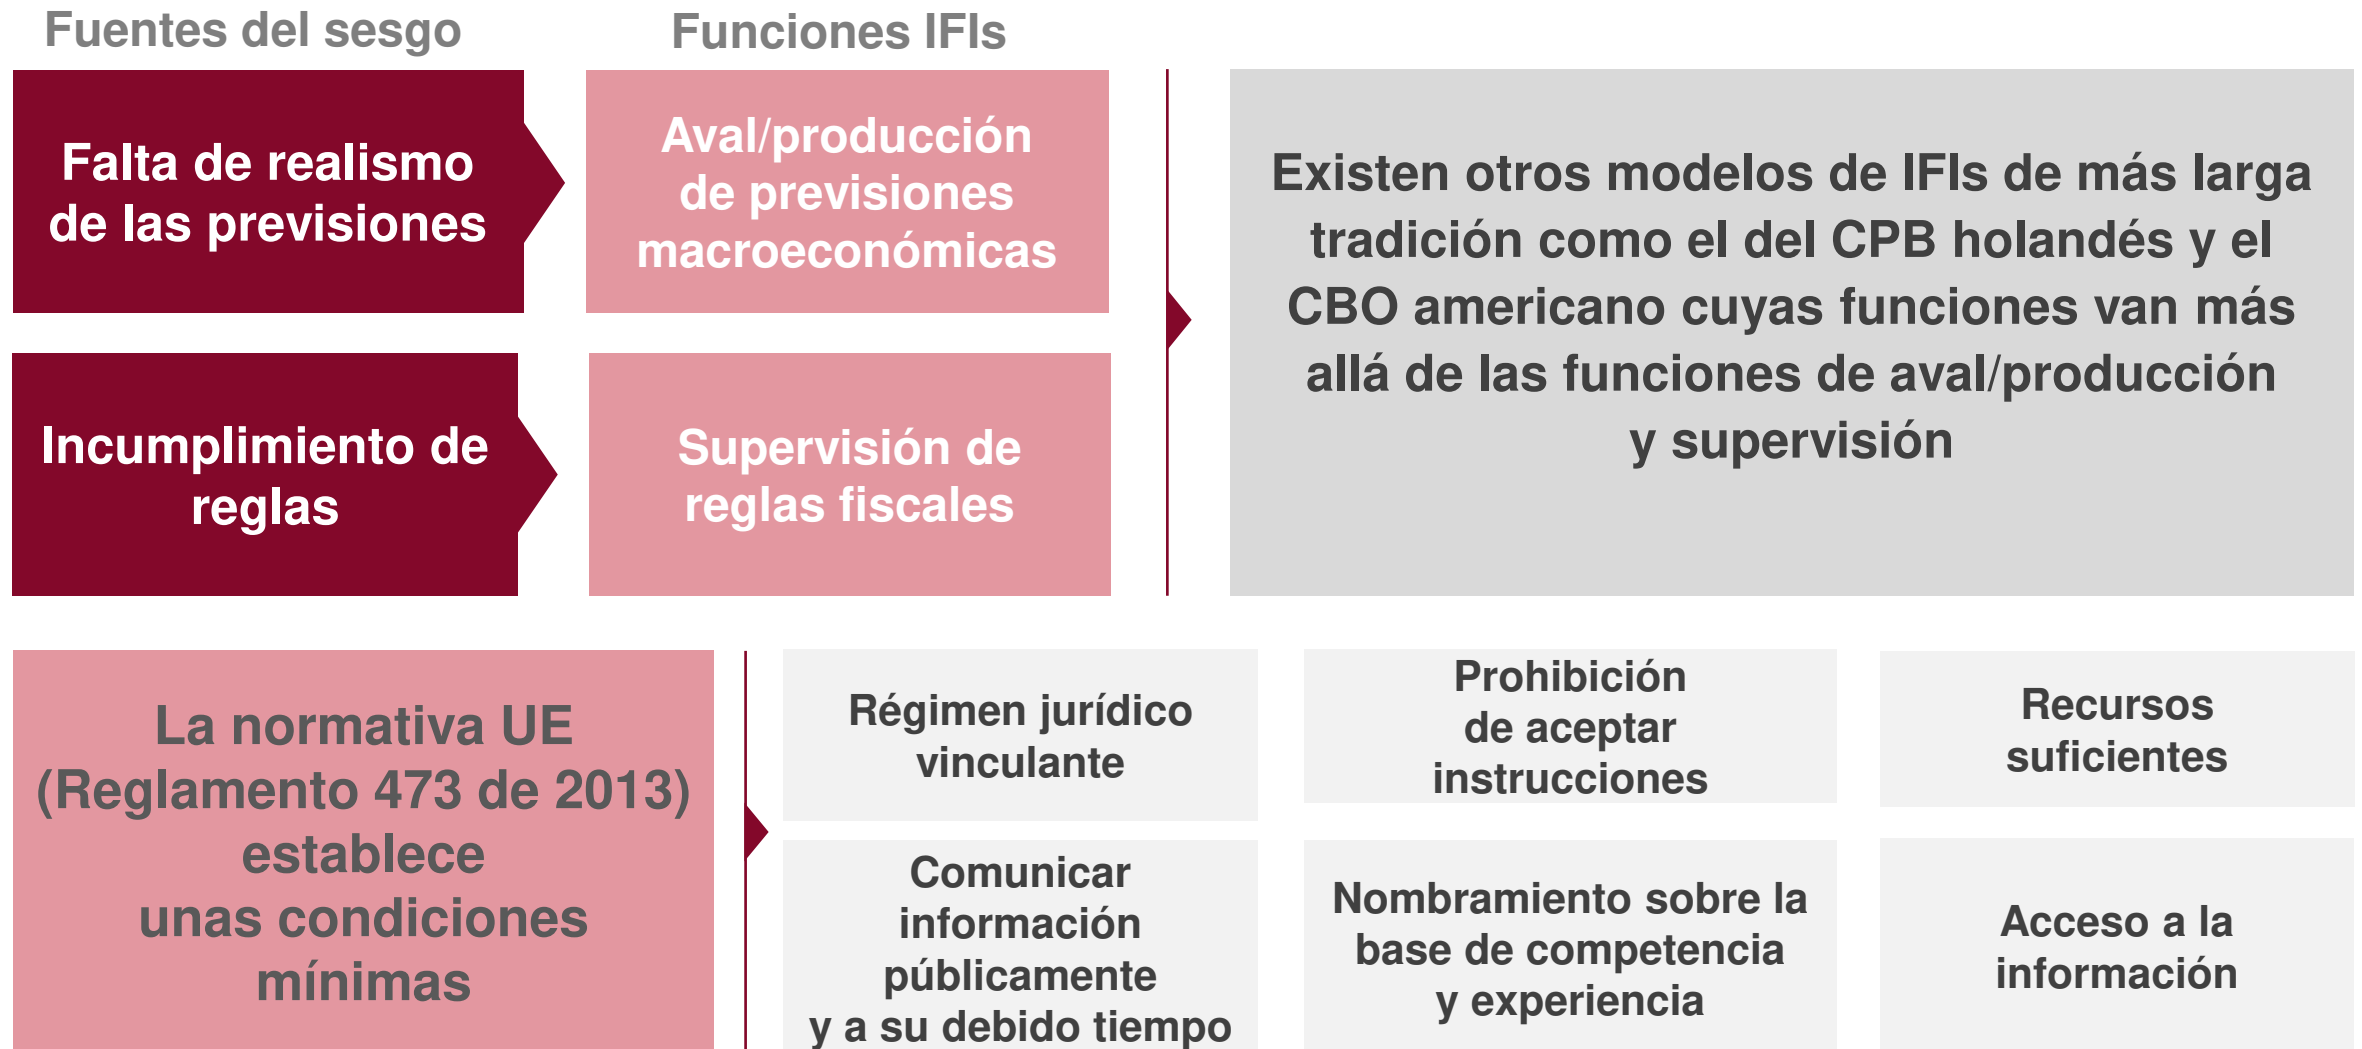 Fuentes del sesgo
Funciones IFIs
Falta de realismo
de las previsiones
Aval/producción
de previsiones
macroeconómicas
Existen otros modelos de IFIs de más larga
tradición como el del CPB holandés y el
CBO americano cuyas funciones van más
allá de las funciones de aval/producción
y supervisión
Incumplimiento de
reglas
Supervisión de
reglas fiscales
La normativa UE
(Reglamento 473 de 2013)
establece
unas condiciones
mínimas
Régimen jurídico
vinculante
Prohibición
de aceptar
instrucciones
Recursos
suficientes
Comunicar
información
públicamente
y a su debido tiempo
Nombramiento sobre la
base de competencia
y experiencia
Acceso a la
información